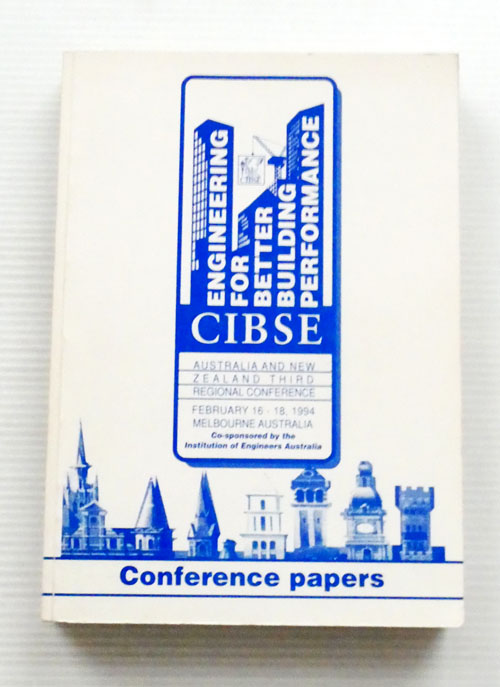 ENGINEERING
FOR
BETTER
BUILDING
PERFORMANCE
CIBSE
AUSTRALIA AND NEW
ZEALAND THIRD
REGIONAL CONFERENCE
FEBRUARY 16 - 18, 1994
MELBOURNE AUSTRALIA
Co-sponsored by the
Institution of Engineers Australia
Conference papers